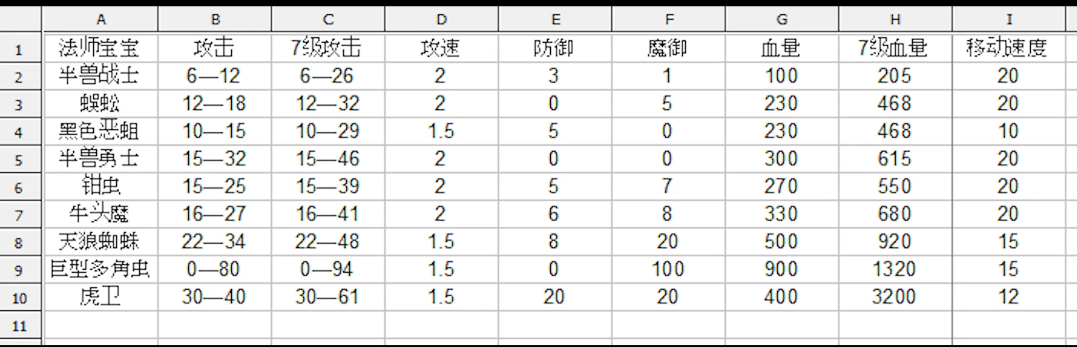 A B C D E F G H I
1 法师宝宝 攻击 7级攻击 攻速 防御 魔御 血量 7级血量 移动速度
2 半兽战士 6—12 6—26 2 3 1 100 205 20
3 蜈蚣 12—18 12—32 2 0 5 230 468 20
4 黑色恶蛆 10—15 10—29 1.5 5 0 230 468 10
5 半兽勇士 15—32 15—46 2 0 0 300 615 20
6 钳虫 15—25 15—39 2 5 7 270 550 20
7 牛头魔 16—27 16—41 2 6 8 330 680 20
8 天狼蜘蛛 22—34 22—48 1.5 8 20 500 920 15
9 巨型多角虫 0—80 0—94 1.5 0 100 900 1320 15
10 虎卫 30—40 30—61 1.5 20 20 400 3200 12
11